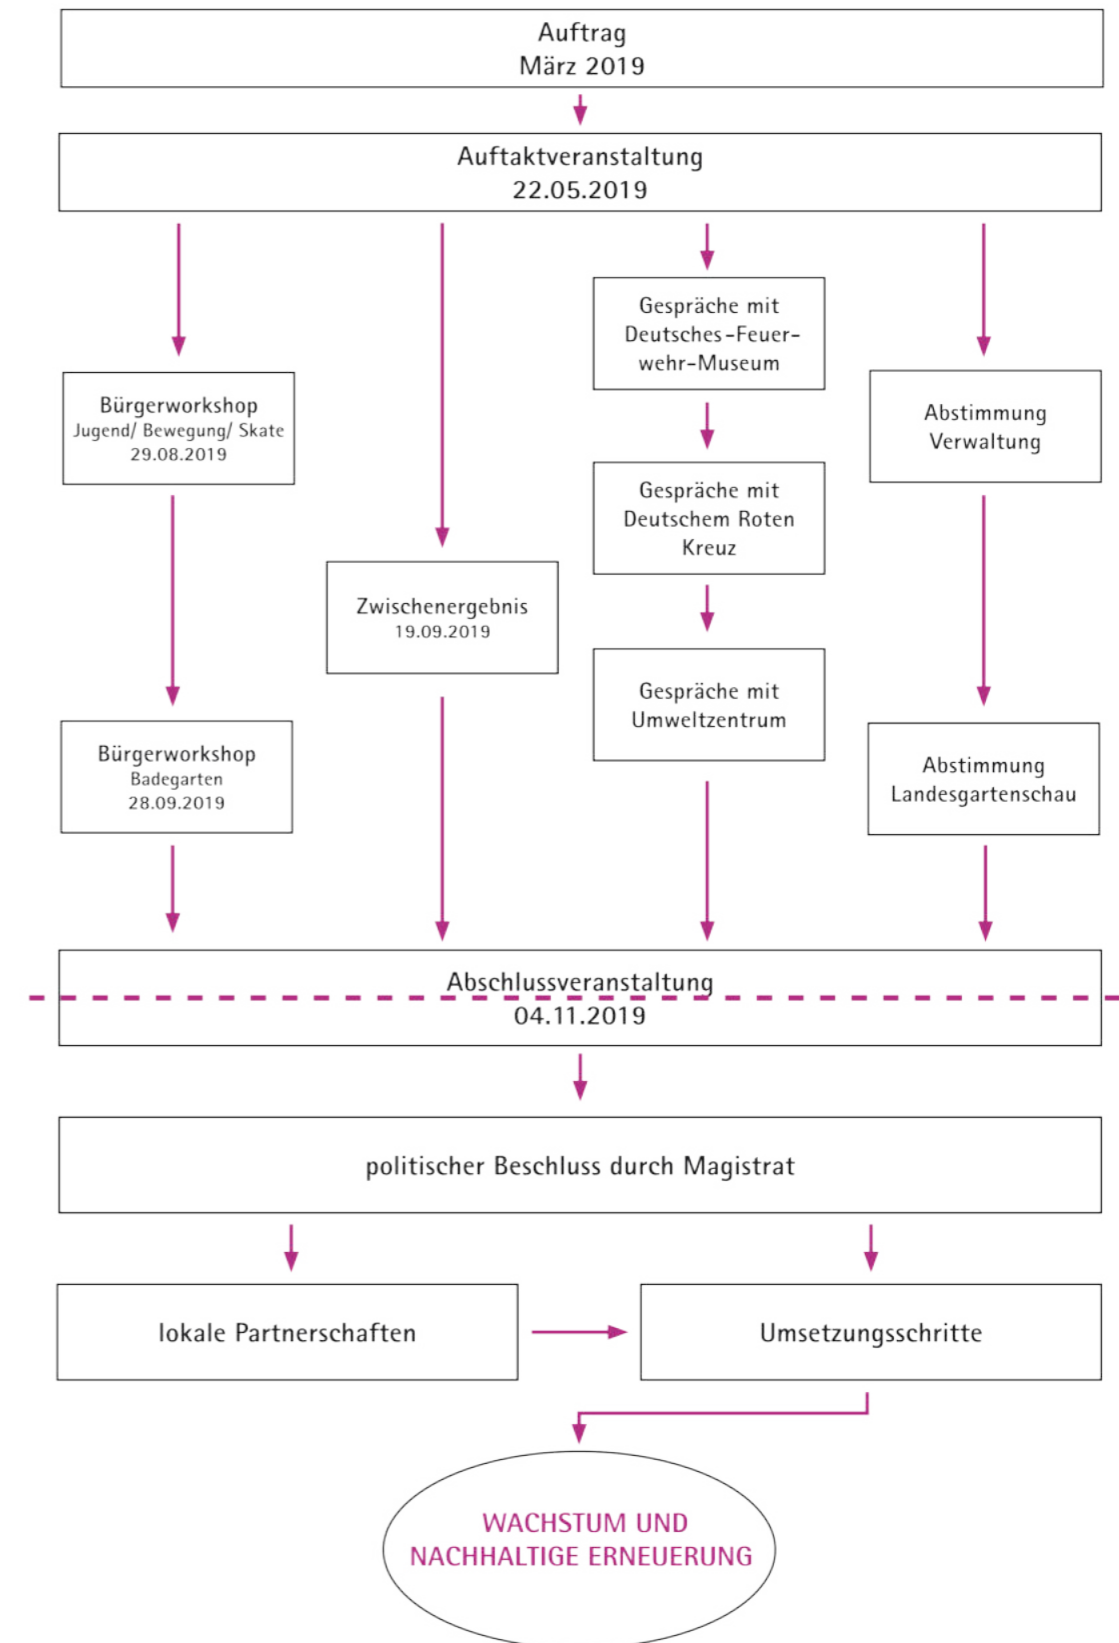 Auftrag
März 2019
Auftaktveranstaltung
22.05.2019
Bürgerworkshop
Jugend/ Bewegung/ Skate
29.08.2019
Bürgerworkshop
Badegarten
28.09.2019
Zwischenergebnis
19.09.2019
Gespräche mit
Deutsches-Feuer-
wehr-Museum
Gespräche mit
Deutschem Roten
Kreuz
Gespräche mit
Umweltzentrum
Abstimmung
Verwaltung
Abstimmung
Landesgartenschau
Abschlussveranstaltung
04.11.2019
politischer Beschluss durch Magistrat
lokale Partnerschaften
Umsetzungsschritte
WACHSTUM UND
NACHHALTIGE ERNEUERUNG